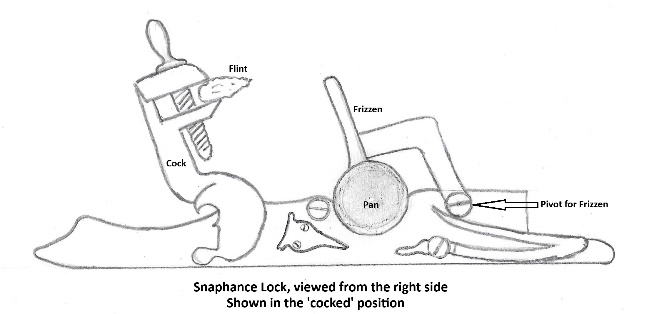 Flint
Frizzen
Cock
Pan
Pivot for Frizzen
Snaphance Lock, viewed from the right side
Shown in the 'cocked' position